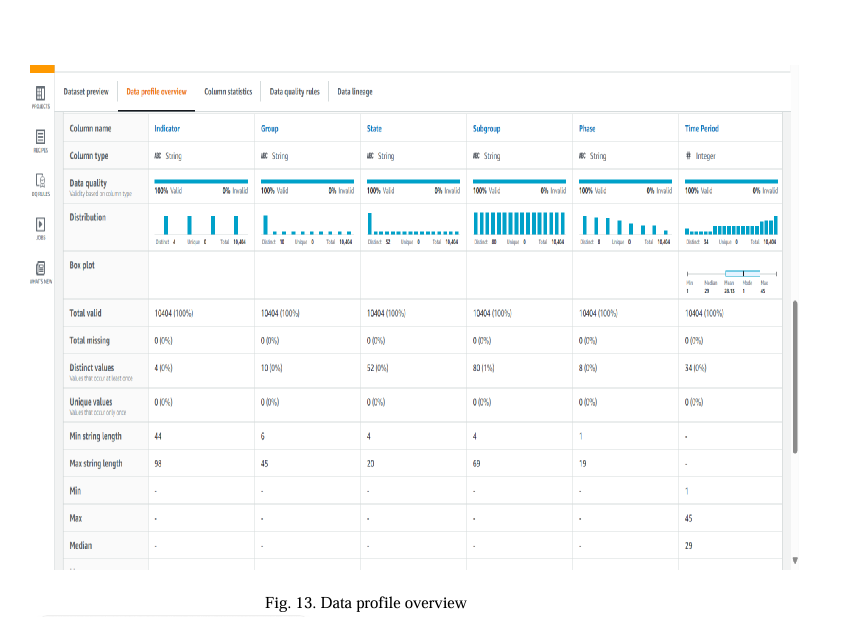 Dataset preview Data profile overview Column statistics Data quality rules Data lineage
PROJECTS
RECIPES
DQ RULES
JOBS
WHAT'S NEW
Column name Indicator Group State Subgroup Phase Time Period
Column type ABC String ABC String ABC String ABC String ABC String # Integer
Data quality
Validity based on column type
100% Valid 0% Invalid 100% Valid 0% Invalid 100% Valid 0% Invalid 100% Valid 0% Invalid 100% Valid 0% Invalid 100% Valid 0% Invalid
Distribution
Distinct 4 Unique 0 Total 10,404 Distinct 10 Unique 0 Total 10,404 Distinct 52 Unique 0 Total 10,404 Distinct 80 Unique 0 Total 10,404 Distinct 8 Unique 0 Total 10,404 Distinct 34 Unique 0 Total 10,404
Box plot
Min Median Mean Mode Max
1 29 28.13 1 45
Total valid 10404 (100%) 10404 (100%) 10404 (100%) 10404 (100%) 10404 (100%) 10404 (100%)
Total missing 0 (0%) 0 (0%) 0 (0%) 0 (0%) 0 (0%) 0 (0%)
Distinct values 4 (0%) 10 (0%) 52 (0%) 80 (1%) 8 (0%) 34 (0%)
Values that occur at least once
Unique values 0 (0%) 0 (0%) 0 (0%) 0 (0%) 0 (0%) 0 (0%)
Values that occur only once
Min string length 44 6 4 4 1 -
Max string length 98 45 20 69 19 -
Min - - - - - 1
Max - - - - - 45
Median - - - - - 29
Fig. 13. Data profile overview